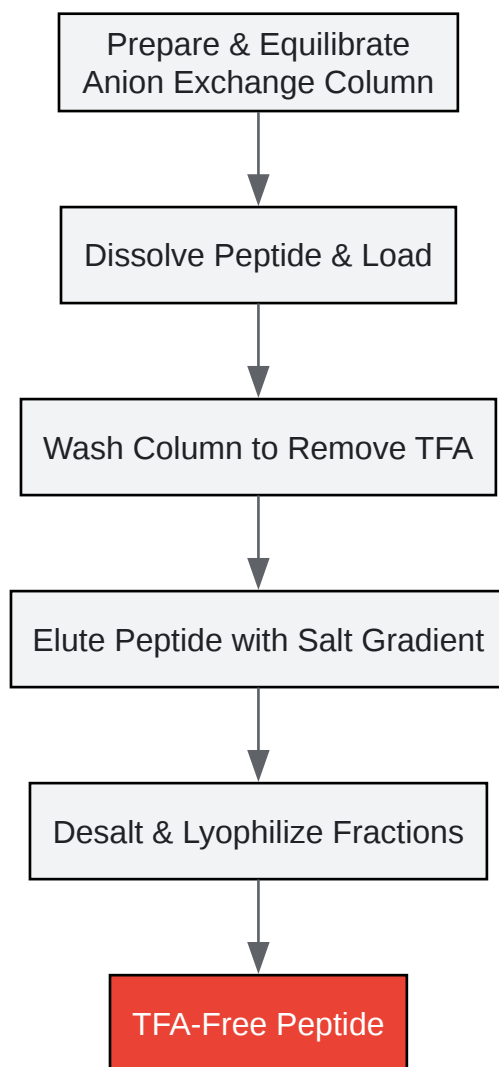 Prepare & Equilibrate
Anion Exchange Column
Dissolve Peptide & Load
Wash Column to Remove TFA
Elute Peptide with Salt Gradient
Desalt & Lyophilize Fractions
TFA-Free Peptide